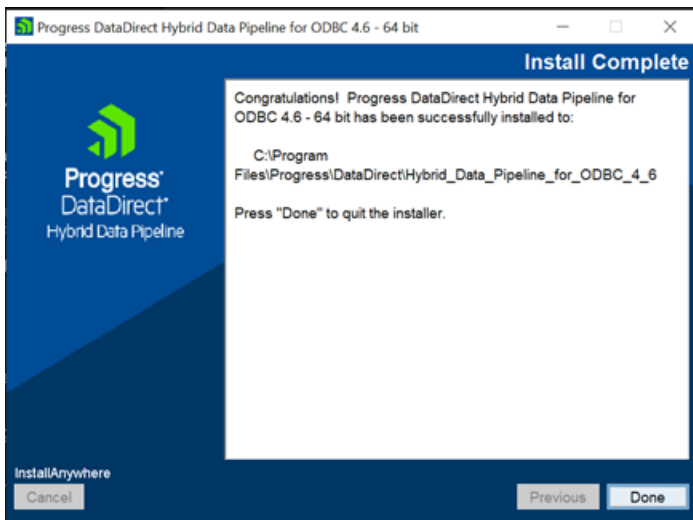 Progress DataDirect Hybrid Data Pipeline for ODBC 4.6 - 64 bit
Install Complete
Progress
DataDirect
Hybrid Data Pipeline
Congratulations! Progress DataDirect Hybrid Data Pipeline for
ODBC 4.6 - 64 bit has been successfully installed to:
C:\Program
Files\Progress\DataDirect\Hybrid_Data_Pipeline_for_ODBC_4_6
Press "Done" to quit the installer.
InstallAnywhere
Cancel
Previous
Done